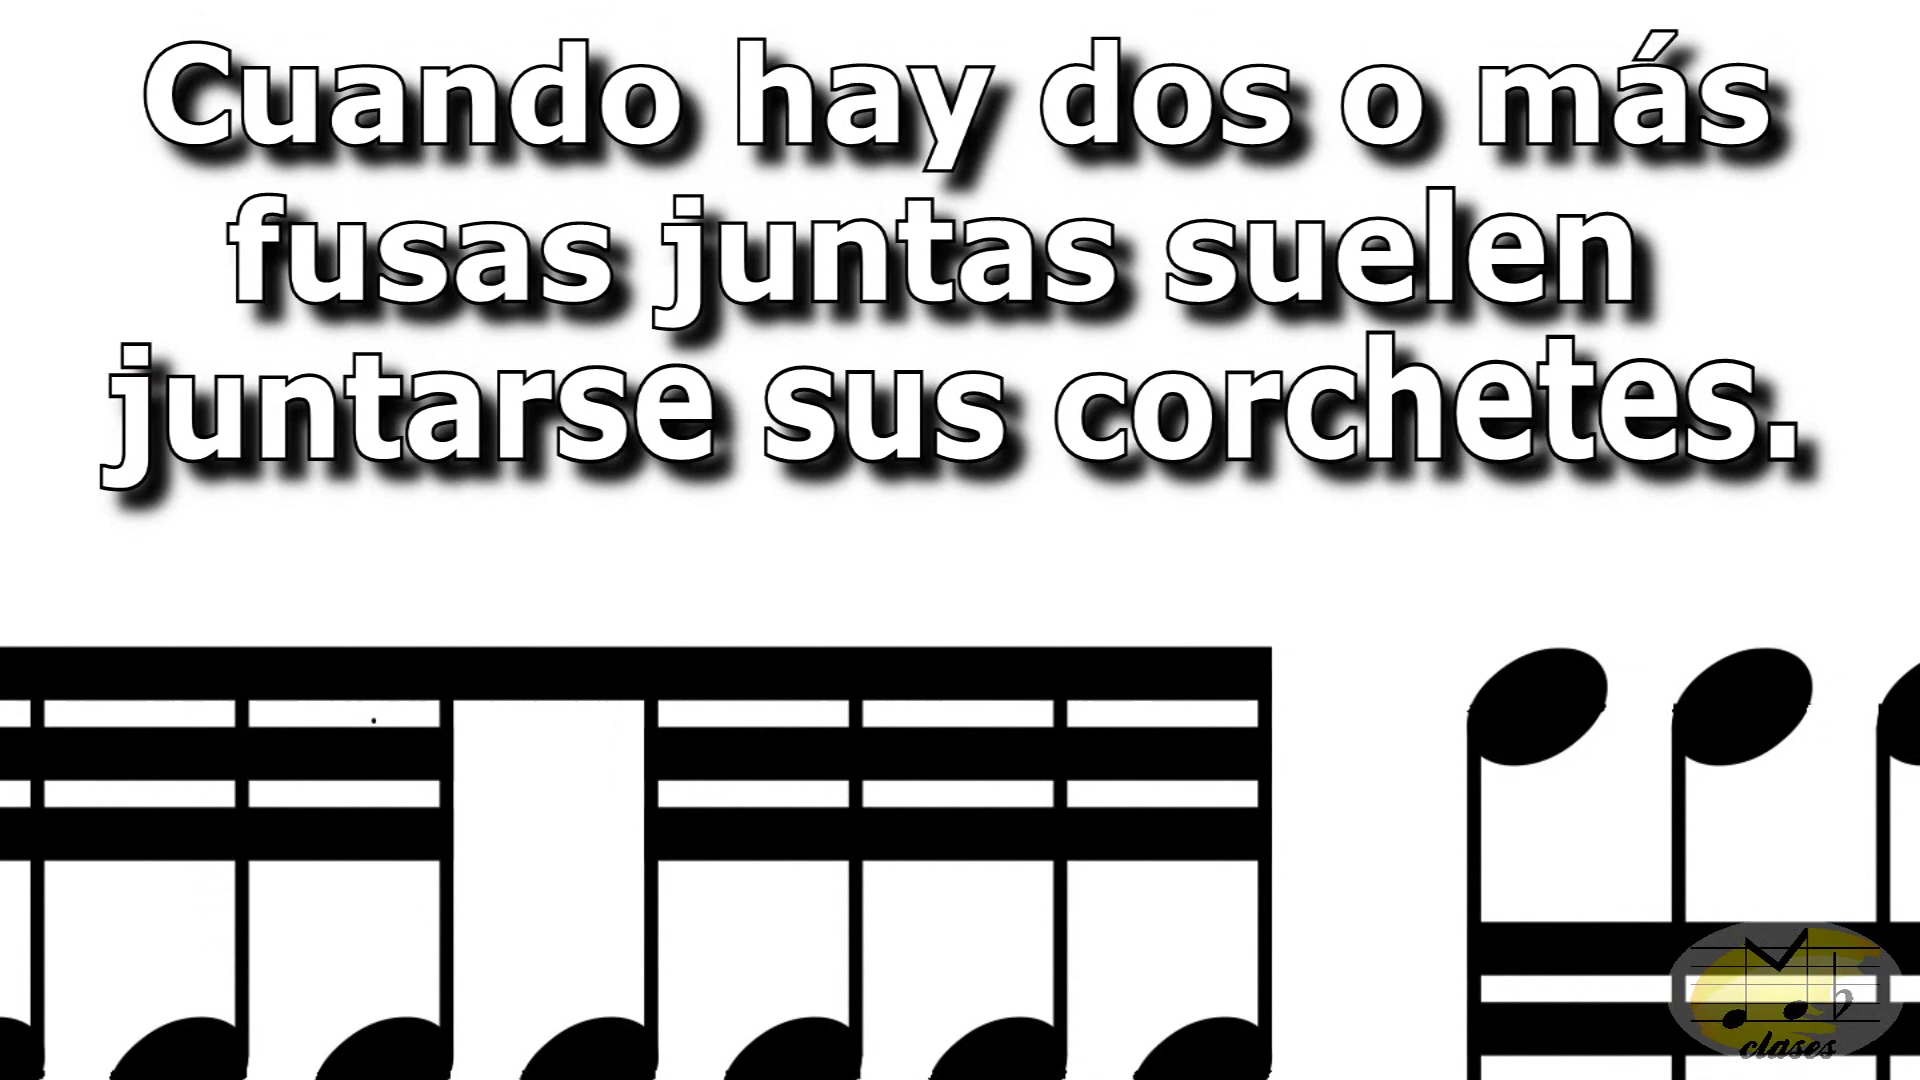 Cuando hay dos o más
fusas juntas suelen
juntarse sus corchetes.
clases